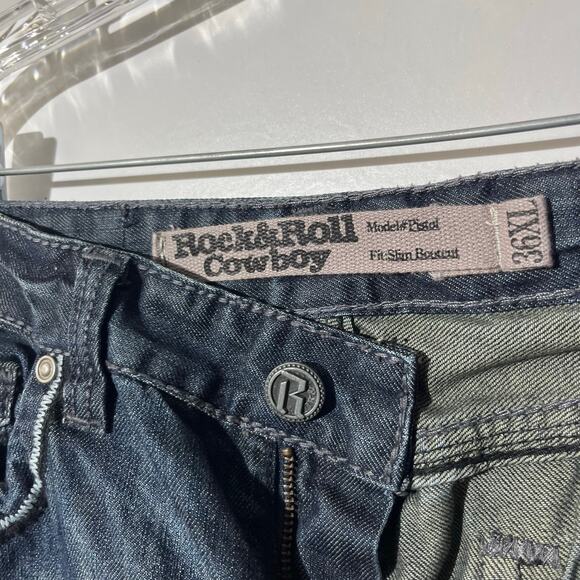 Rock&Roll
Cowboy
Model#:Pistol
Fit:Slim Bootcut
36XL
R